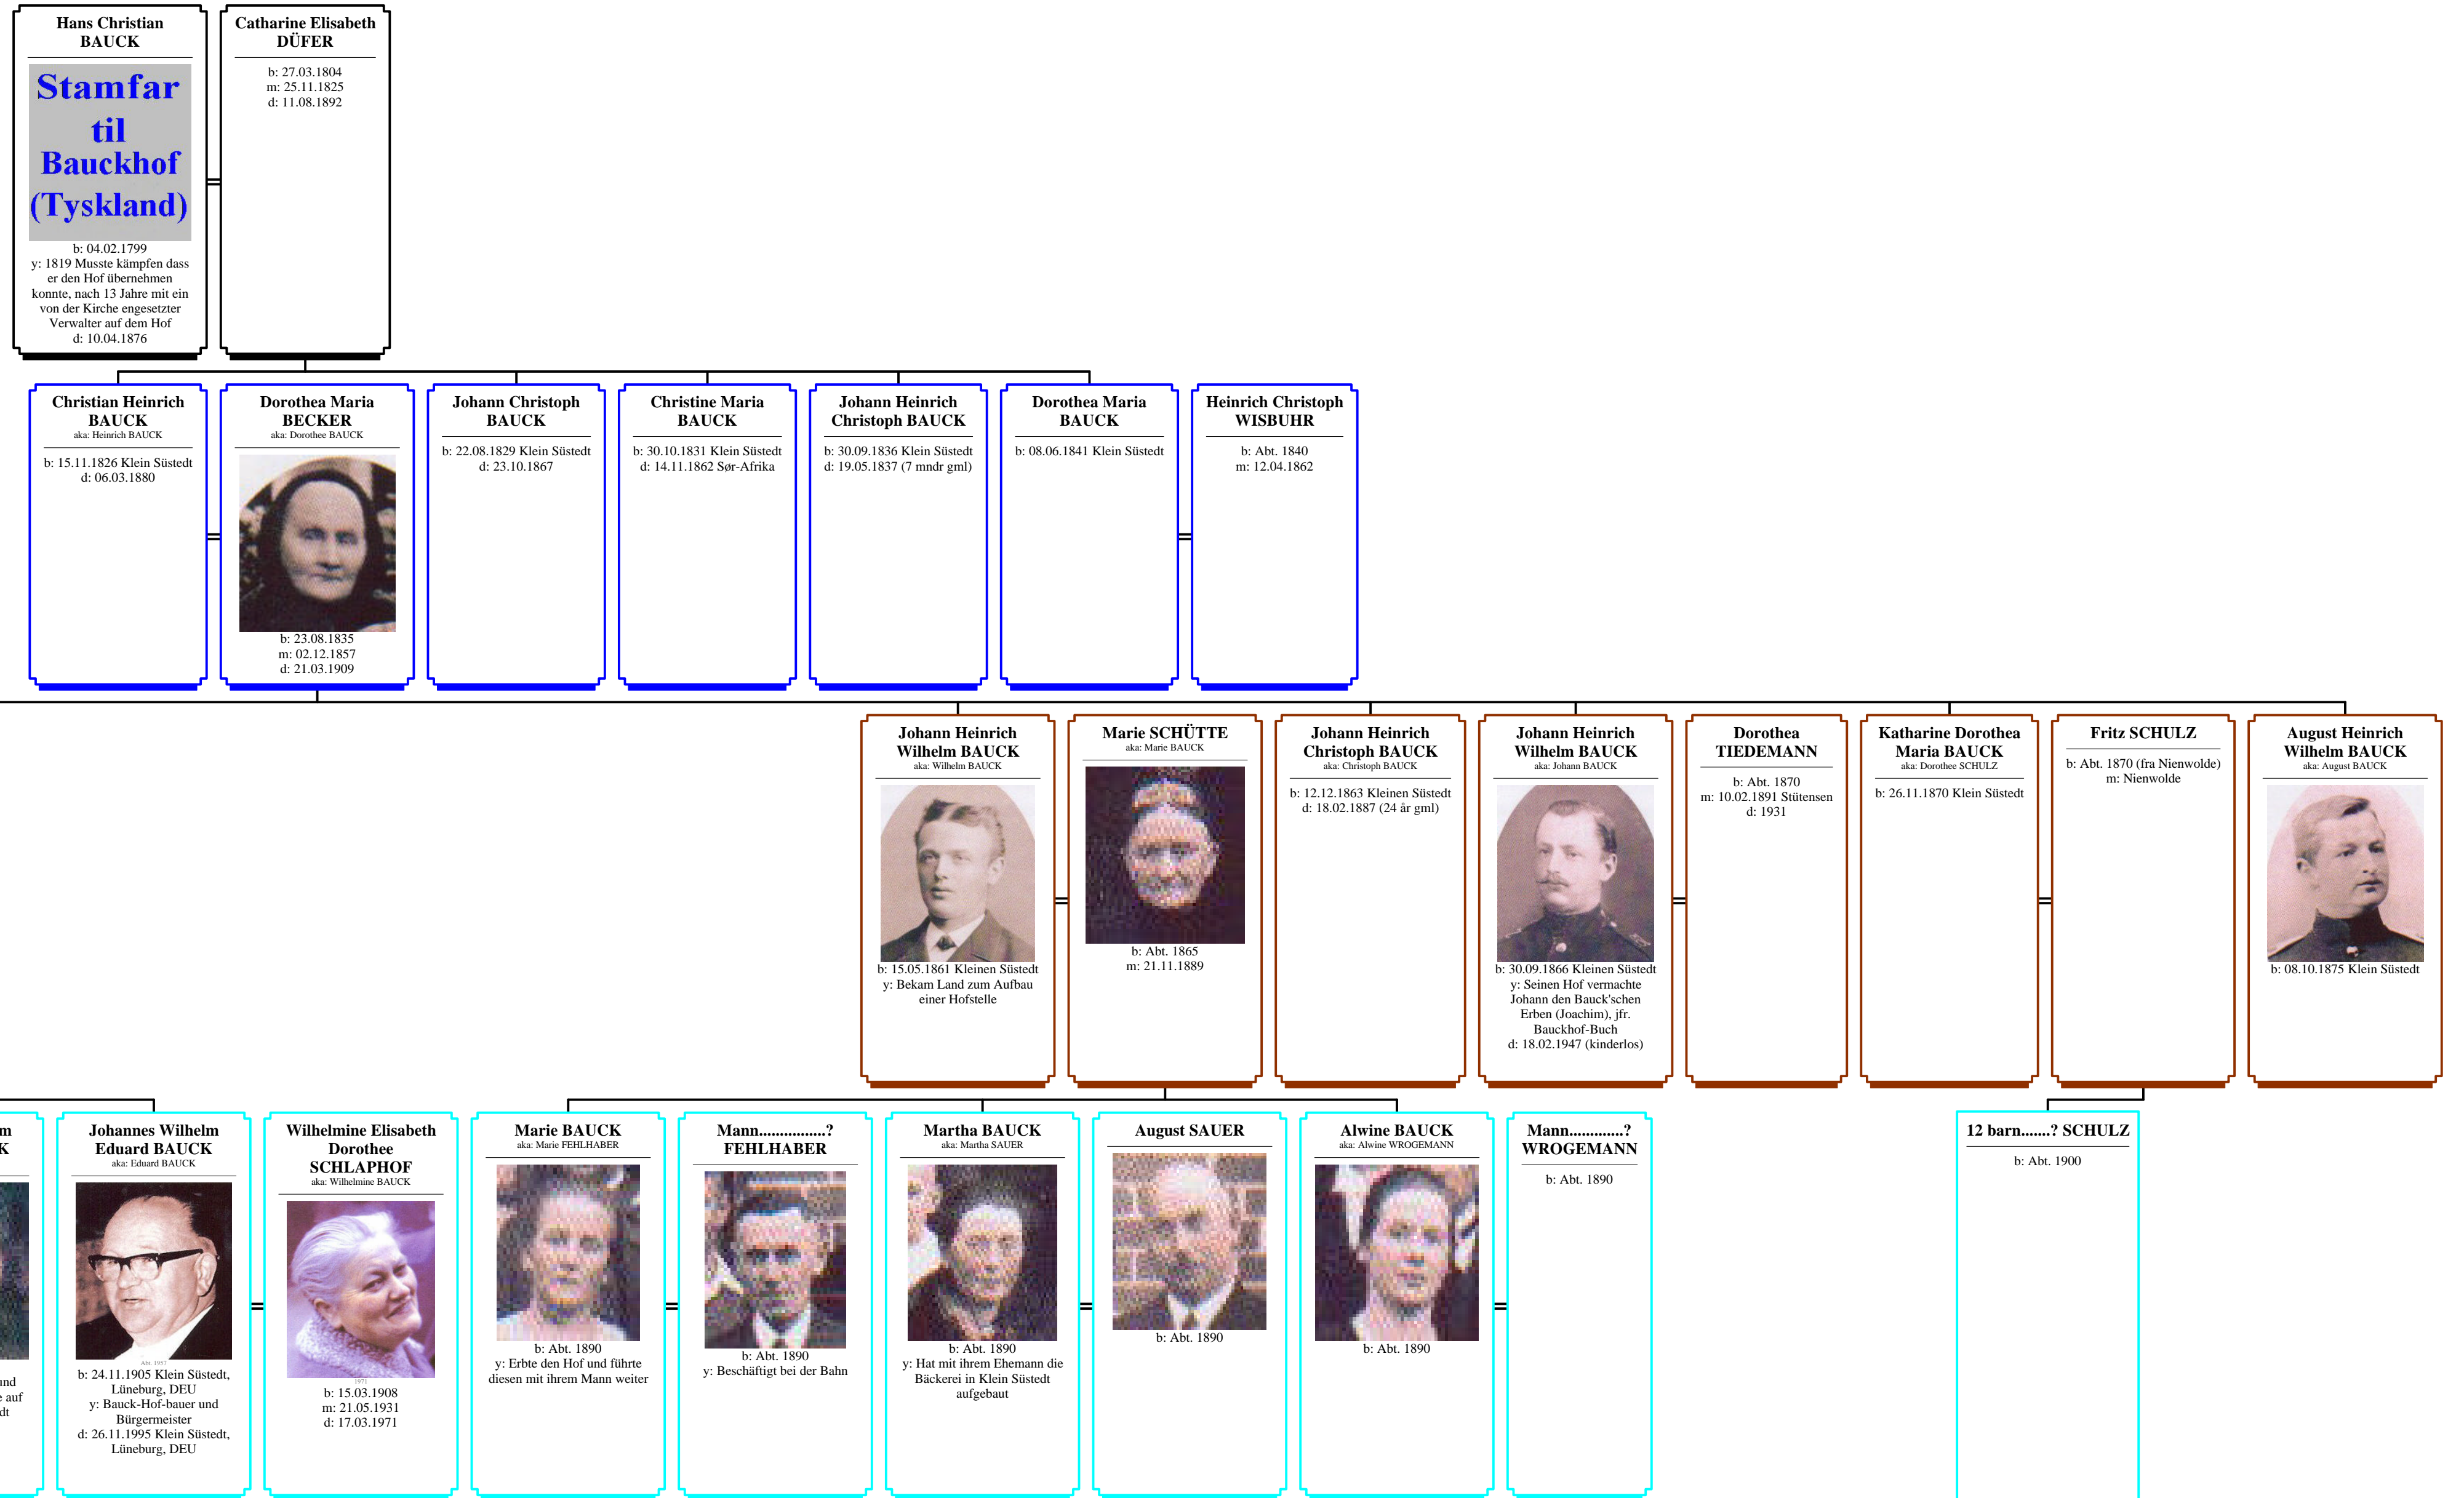 Hans Christian
BAUCK
Stamfar
til
Bauckhof
(Tyskland)
b: 04.02.1799
y: 1819 Musste kämpfen dass
er den Hof übernehmen
konnte, nach 13 Jahre mit ein
von der Kirche engesetzter
Verwalter auf dem Hof
d: 10.04.1876
Catharine Elisabeth
DÜFER
b: 27.03.1804
m: 25.11.1825
d: 11.08.1892
Christian Heinrich
BAUCK
aka: Heinrich BAUCK
b: 15.11.1826 Klein Süstedt
d: 06.03.1880
Dorothea Maria
BECKER
aka: Dorothee BAUCK
b: 23.08.1835
m: 02.12.1857
d: 21.03.1909
Johann Christoph
BAUCK
b: 22.08.1829 Klein Süstedt
d: 23.10.1867
Christine Maria
BAUCK
b: 30.10.1831 Klein Süstedt
d: 14.11.1862 Sør-Afrika
Johann Heinrich
Christoph BAUCK
b: 30.09.1836 Klein Süstedt
d: 19.05.1837 (7 mndr gml)
Dorothea Maria
BAUCK
b: 08.06.1841 Klein Süstedt
Heinrich Christoph
WISBUHR
b: Abt. 1840
m: 12.04.1862
Johann Heinrich
Wilhelm BAUCK
aka: Wilhelm BAUCK
b: 15.05.1861 Kleinen Süstedt
y: Bekam Land zum Aufbau
einer Hofstelle
Marie SCHÜTTE
aka: Marie BAUCK
b: Abt. 1865
m: 21.11.1889
Johann Heinrich
Christoph BAUCK
aka: Christoph BAUCK
b: 12.12.1863 Kleinen Süstedt
d: 18.02.1887 (24 år gml)
Johann Heinrich
Wilhelm BAUCK
aka: Johann BAUCK
b: 30.09.1866 Kleinen Süstedt
y: Seinen Hof vermachte
Johann den Bauck'schen
Erben (Joachim), jfr.
Bauckhof-Buch
d: 18.02.1947 (kinderlos)
Dorothea
TIEDEMANN
b: Abt. 1870
m: 10.02.1891 Stütensen
d: 1931
Katharine Dorothea
Maria BAUCK
aka: Dorothee SCHULZ
b: 26.11.1870 Klein Süstedt
Fritz SCHULZ
b: Abt. 1870 (fra Nienwolde)
m: Nienwolde
August Heinrich
Wilhelm BAUCK
aka: August BAUCK
b: 08.10.1875 Klein Süstedt
m
K
und
e auf
dt
Johannes Wilhelm
Eduard BAUCK
aka: Eduard BAUCK
Abt. 1957
b: 24.11.1905 Klein Süstedt,
Lüneburg, DEU
y: Bauck-Hof-bauer und
Bürgermeister
d: 26.11.1995 Klein Süstedt,
Lüneburg, DEU
Wilhelmine Elisabeth
Dorothee
SCHLAPHOF
aka: Wilhelmine BAUCK
1971
b: 15.03.1908
m: 21.05.1931
d: 17.03.1971
Marie BAUCK
aka: Marie FEHLHABER
b: Abt. 1890
y: Erbte den Hof und führte
diesen mit ihrem Mann weiter
Mann................?
FEHLHABER
b: Abt. 1890
y: Beschäftigt bei der Bahn
Martha BAUCK
aka: Martha SAUER
b: Abt. 1890
y: Hat mit ihrem Ehemann die
Bäckerei in Klein Süstedt
aufgebaut
August SAUER
b: Abt. 1890
Alwine BAUCK
aka: Alwine WROGEMANN
b: Abt. 1890
Mann.............?
WROGEMANN
b: Abt. 1890
12 barn.......? SCHULZ
b: Abt. 1900